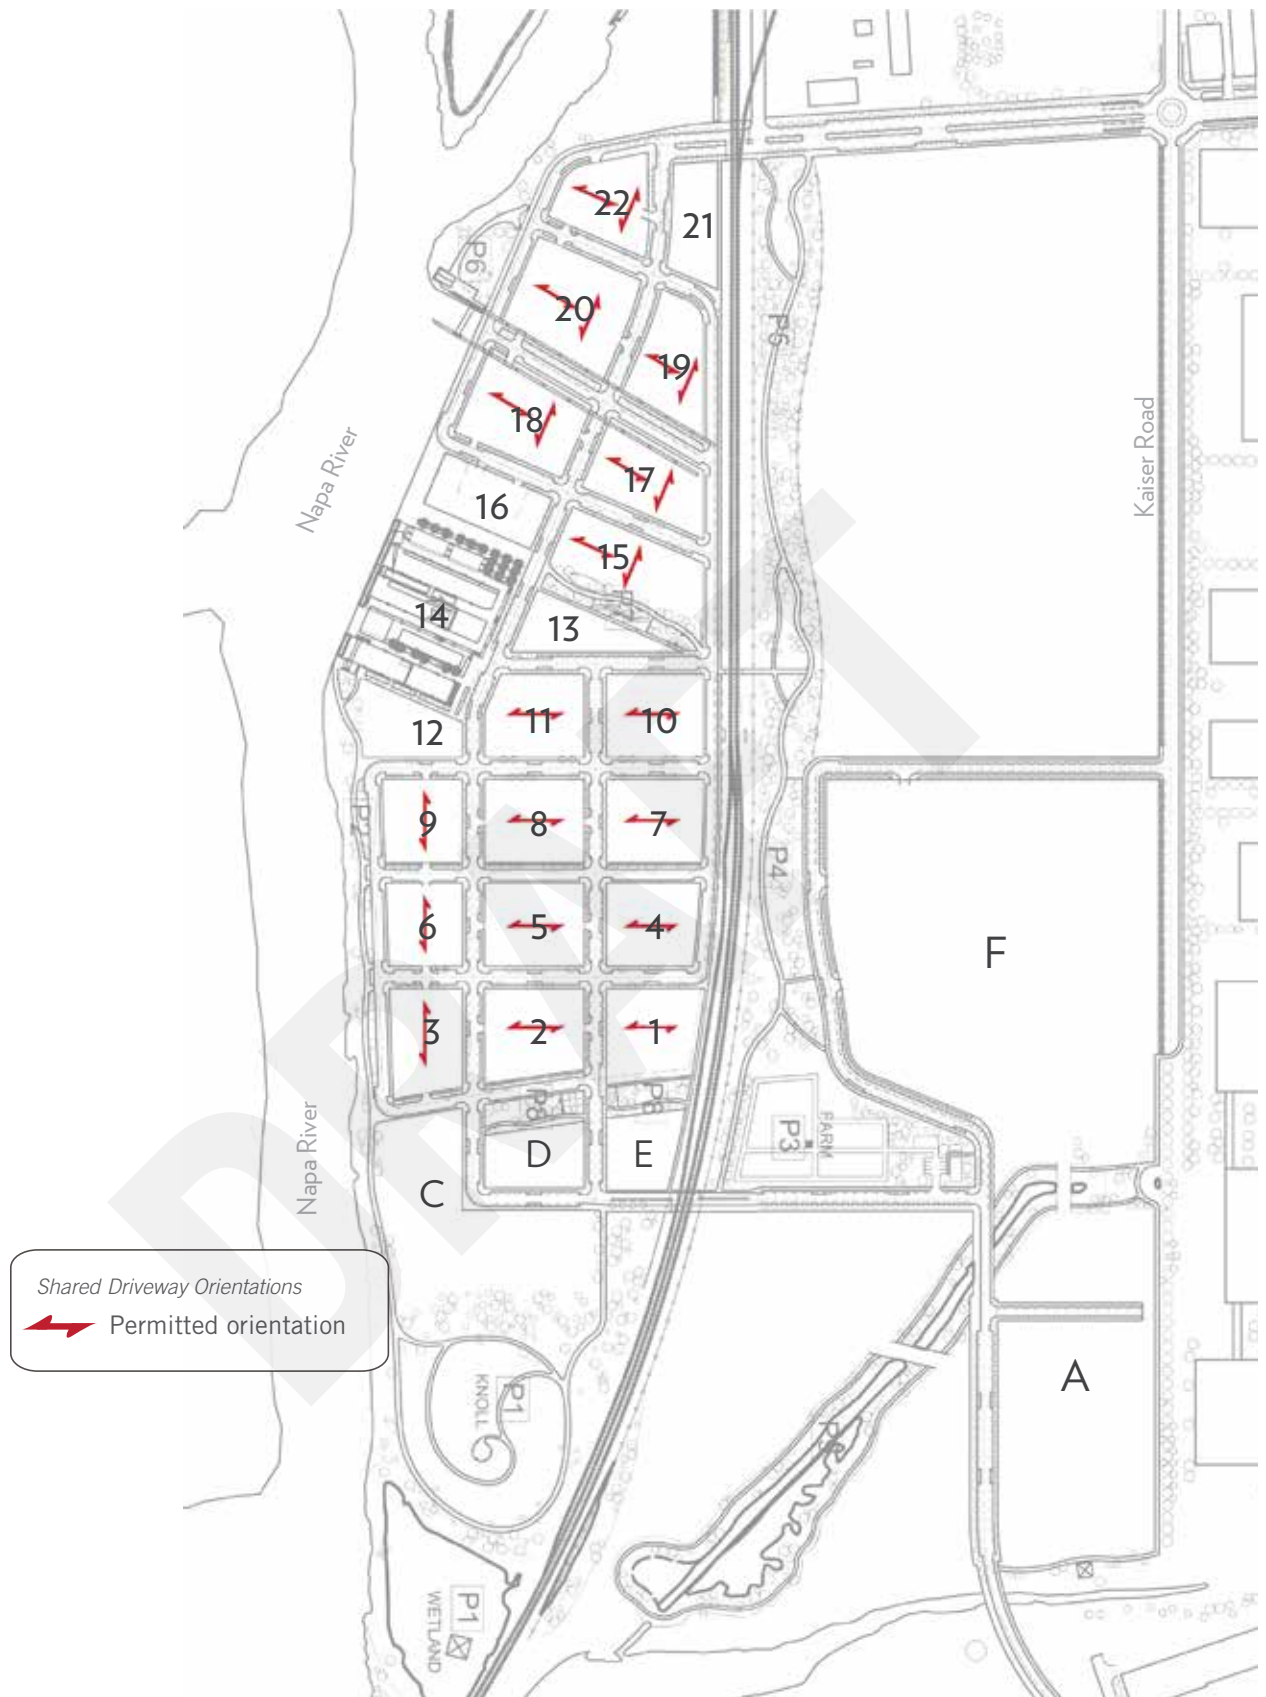 22
21
P6
20
P5
19
18
Kaiser Road
17
Napa River
16
15
14
13
11
10
12
9
8
7
P2
P4
6
5
4
F
3
2
1
P8
P8
FARM
P3
D
E
Napa River
C
Shared Driveway Orientations
Permitted orientation
A
P1
KNOLL
P1
WETLAND
DRAFT